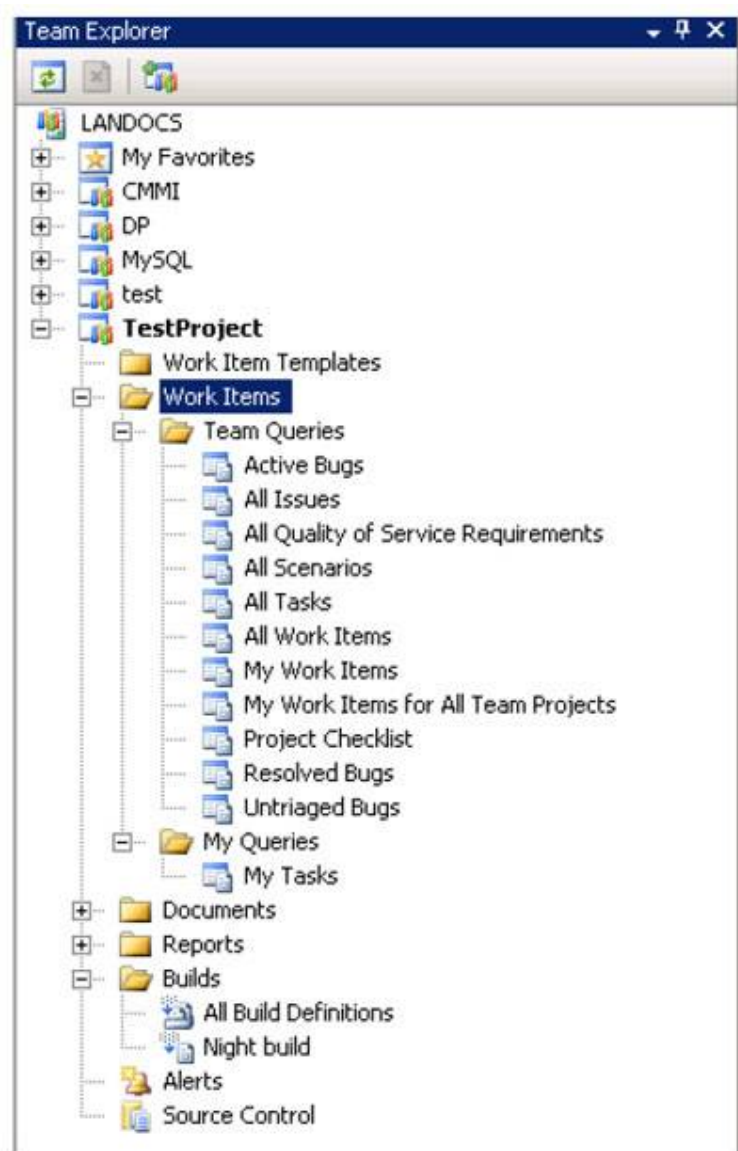 Team Explorer
LANDOCS
My Favorites
CMMI
DP
MySQL
test
TestProject
Work Item Templates
Work Items
Team Queries
Active Bugs
All Issues
All Quality of Service Requirements
All Scenarios
All Tasks
All Work Items
My Work Items
My Work Items for All Team Projects
Project Checklist
Resolved Bugs
Untriaged Bugs
My Queries
My Tasks
Documents
Reports
Builds
All Build Definitions
Night build
Alerts
Source Control